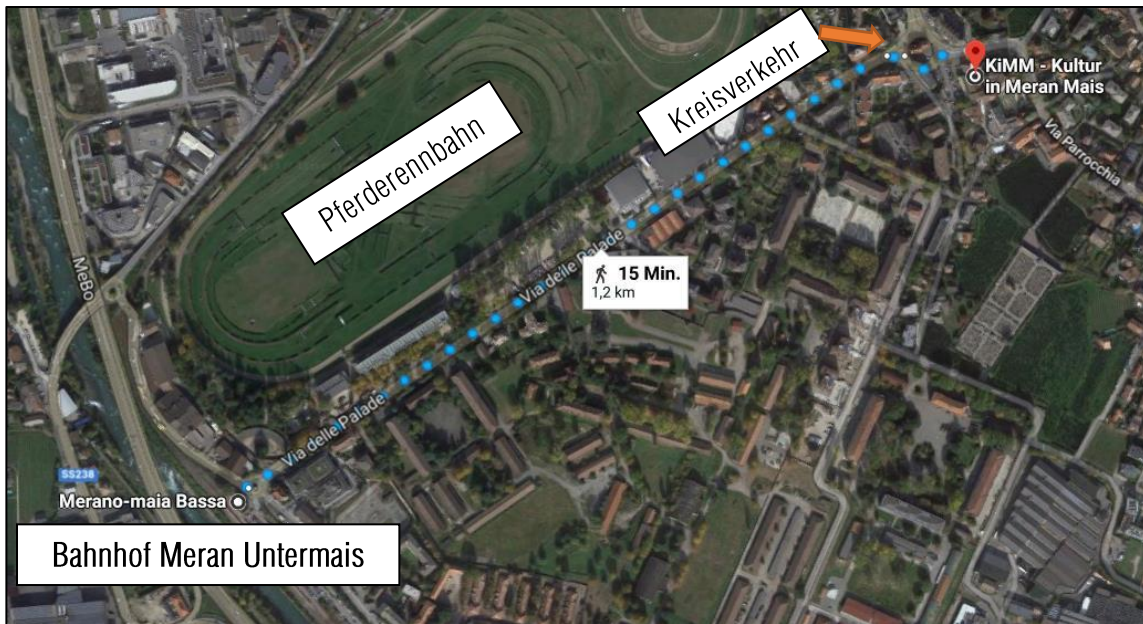 Kreisverkehr
KiMM - Kultur
in Meran Mais
Pferderennbahn
Via Parrocchia
MeBo
Via delle Palade
15 Min.
1,2 km
Via delle Palade
SS238
Merano-maia Bassa
Bahnhof Meran Untermais